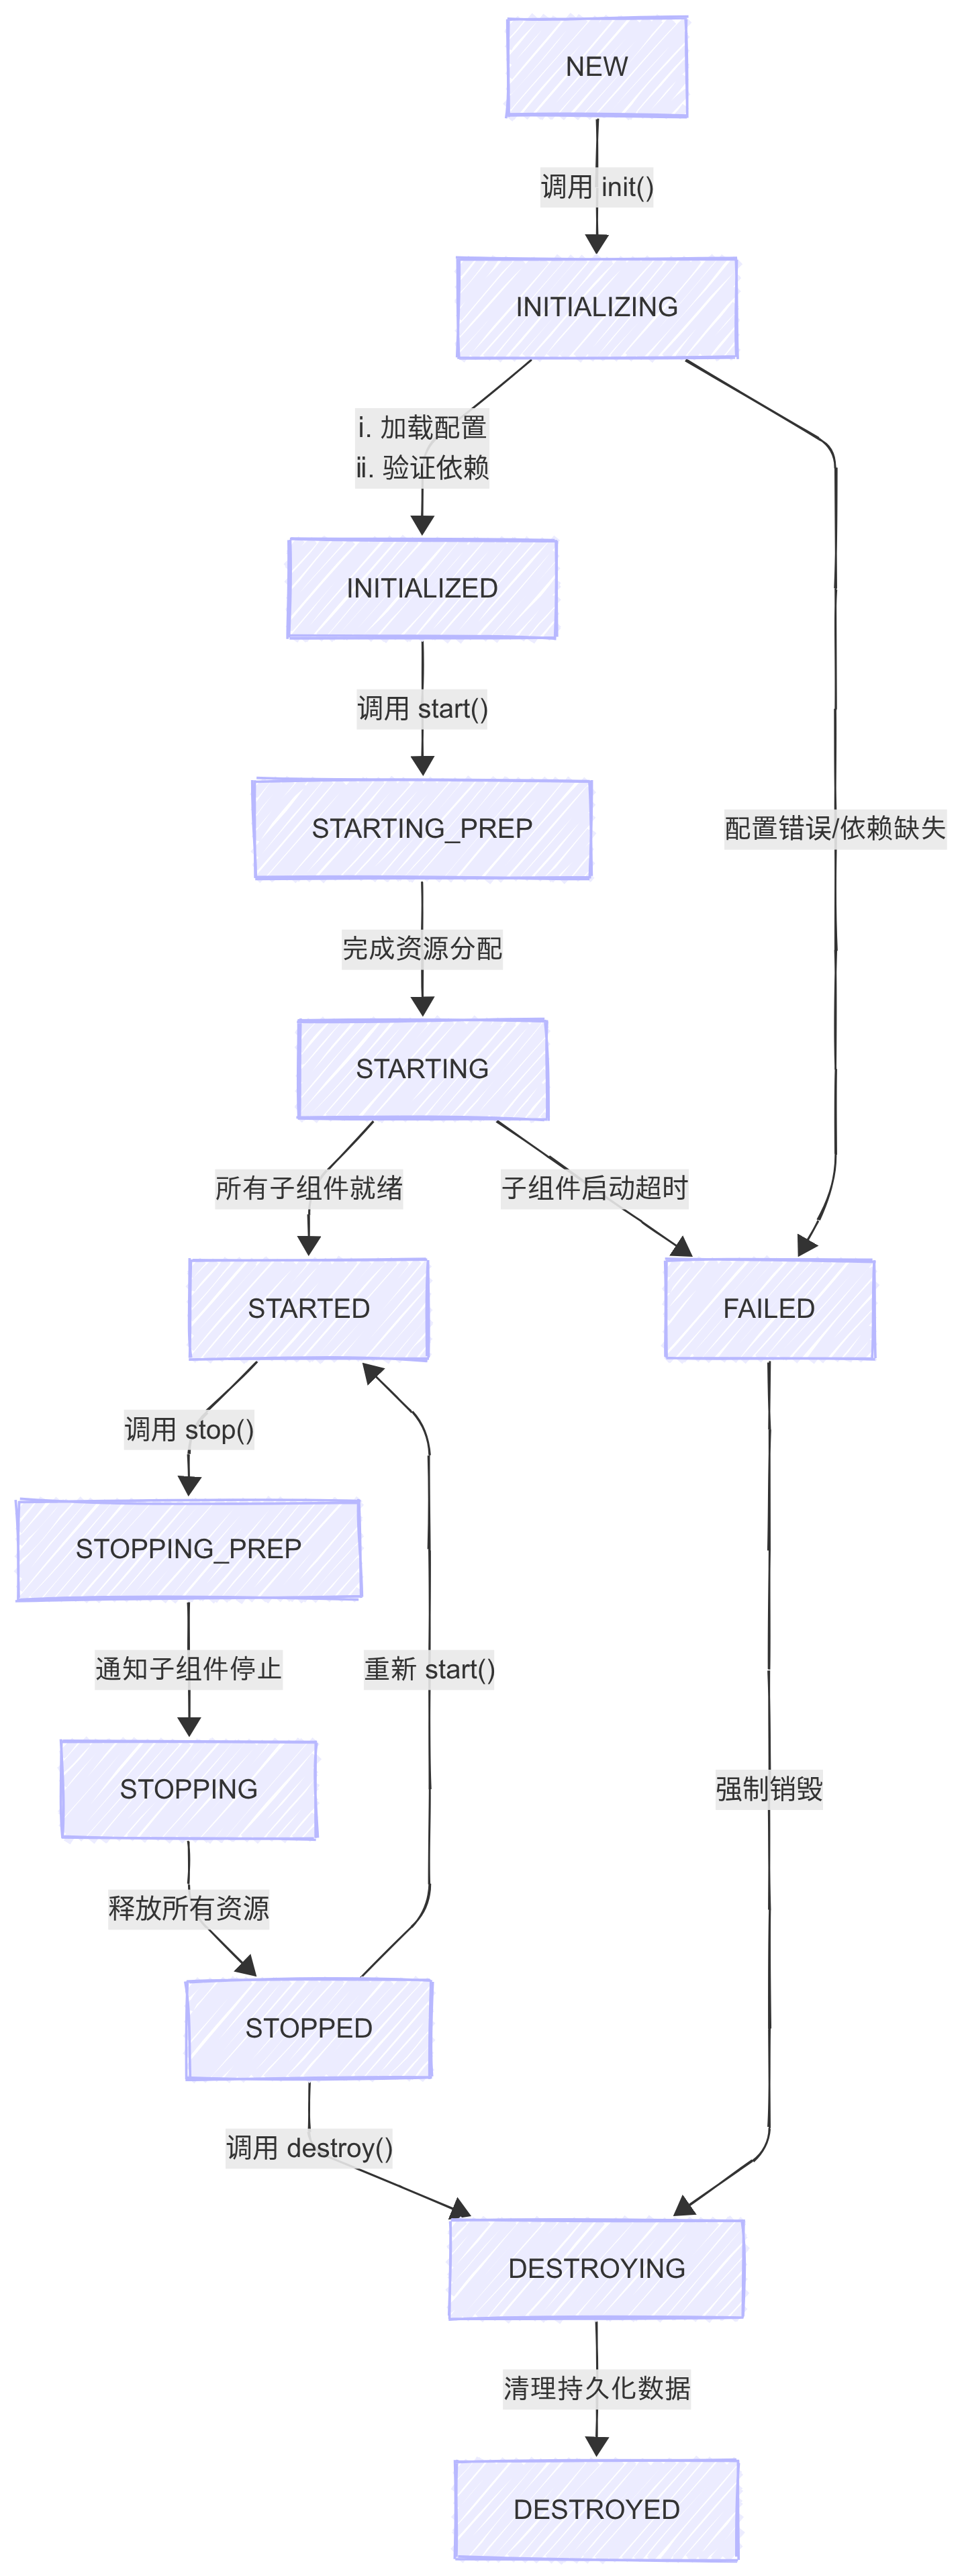 NEW
调用 init()
INITIALIZING
i. 加载配置
ii. 验证依赖
INITIALIZED
调用 start()
STARTING_PREP
配置错误/依赖缺失
完成资源分配
STARTING
所有子组件就绪
子组件启动超时
STARTED
FAILED
调用 stop()
STOPPING_PREP
通知子组件停止
重新 start()
STOPPING
强制销毁
释放所有资源
STOPPED
调用 destroy()
DESTROYING
清理持久化数据
DESTROYED